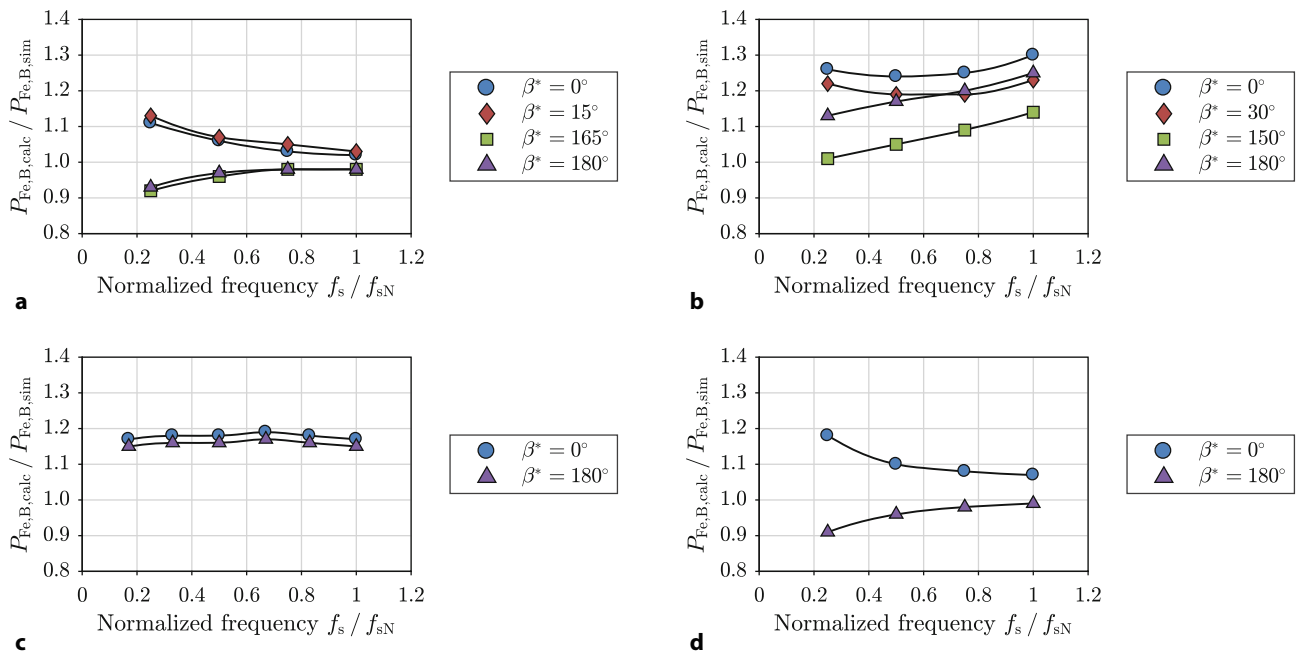 1.4
1.3
1.2
1.1
1.0
0.9
0.8
P_Fe,B,calc / P_Fe,B,sim
0 0.2 0.4 0.6 0.8 1 1.2
Normalized frequency f_s / f_sN
β* = 0°
β* = 15°
β* = 165°
β* = 180°
a
1.4
1.3
1.2
1.1
1.0
0.9
0.8
P_Fe,B,calc / P_Fe,B,sim
0 0.2 0.4 0.6 0.8 1 1.2
Normalized frequency f_s / f_sN
β* = 0°
β* = 30°
β* = 150°
β* = 180°
b
1.4
1.3
1.2
1.1
1.0
0.9
0.8
P_Fe,B,calc / P_Fe,B,sim
0 0.2 0.4 0.6 0.8 1 1.2
Normalized frequency f_s / f_sN
β* = 0°
β* = 180°
c
1.4
1.3
1.2
1.1
1.0
0.9
0.8
P_Fe,B,calc / P_Fe,B,sim
0 0.2 0.4 0.6 0.8 1 1.2
Normalized frequency f_s / f_sN
β* = 0°
β* = 180°
d